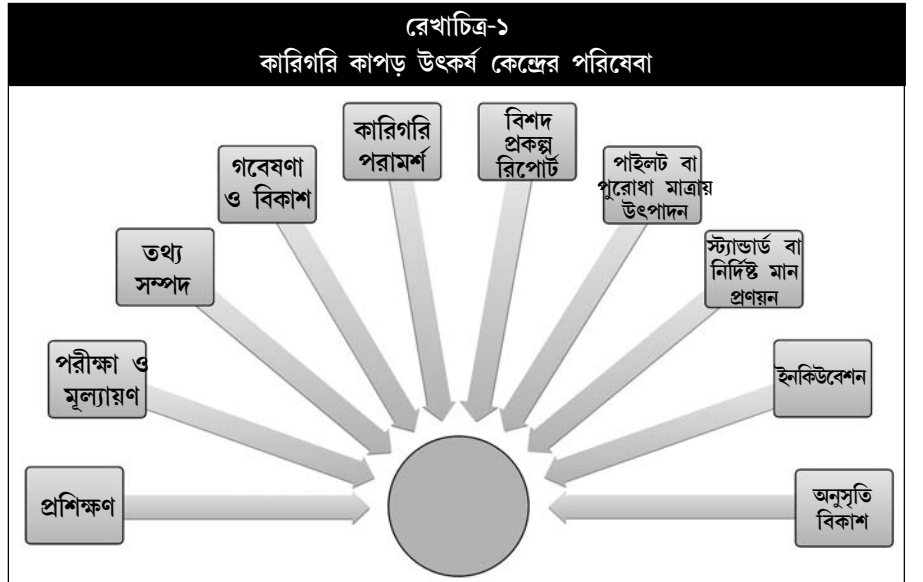 রেখাচিত্র-১
কারিগরি কাপড় উৎকর্ষ কেন্দ্রের পরিষেবা
প্রশিক্ষণ
পরীক্ষা ও
মূল্যায়ণ
তথ্য
সম্পদ
গবেষণা
ও বিকাশ
কারিগরি
পরামর্শ
বিশদ
প্রকল্প
রিপোর্ট
পাইলট বা
পুরোধা মাত্রায়
উৎপাদন
স্ট্যান্ডার্ড বা
নির্দিষ্ট মান
প্রণয়ন
ইনকিউবেশন
অনুসৃতি
বিকাশ